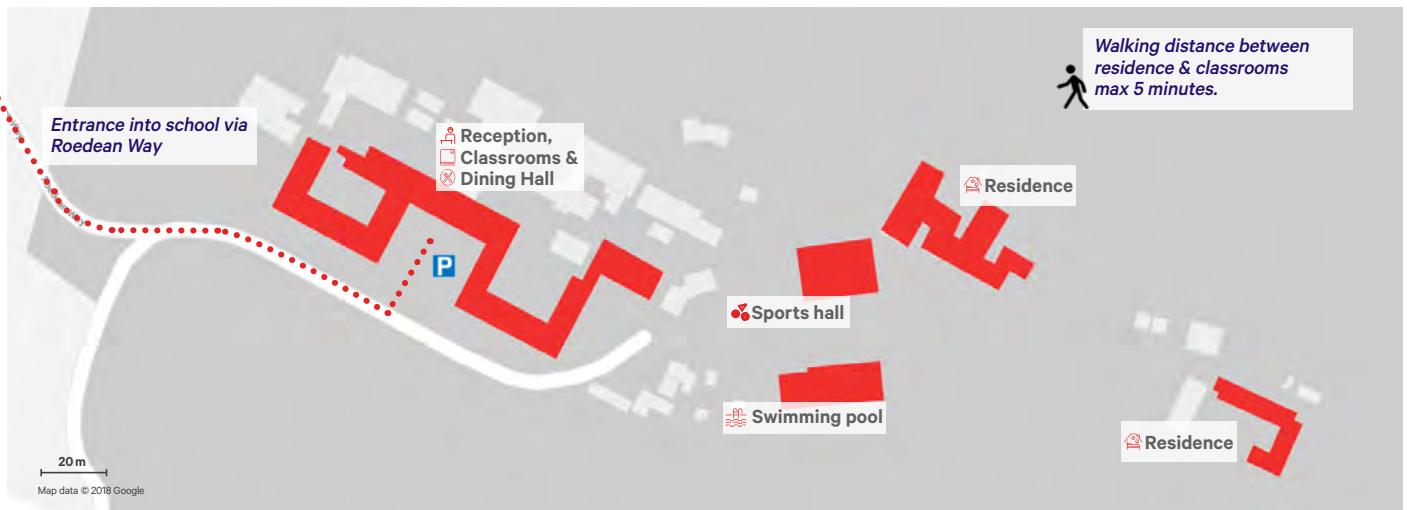 Entrance into school via
Roedean Way
Reception,
Classrooms &
Dining Hall
P
Walking distance between
residence & classrooms
max 5 minutes.
Residence
Sports hall
Swimming pool
Residence
20 m
Map data © 2018 Google